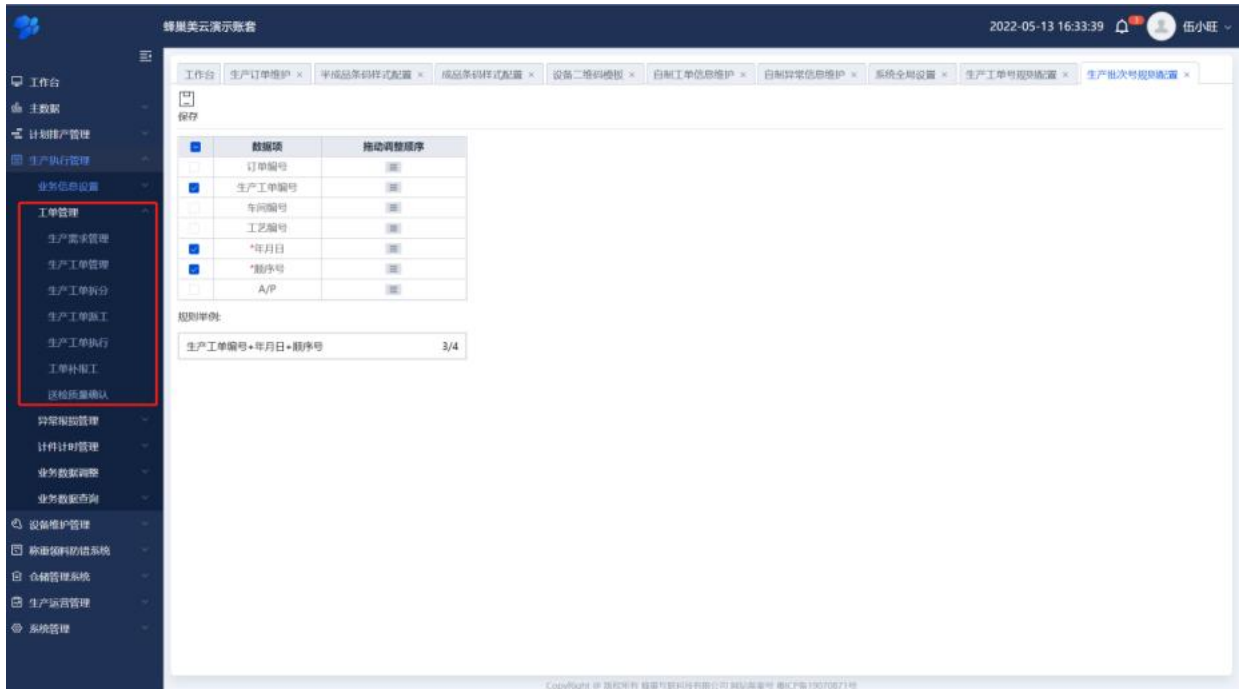 蜂巢美云演示账套
2022-05-13 16:33:39
伍小旺
工作台 生产订单维护 × 半成品条码样式配置 × 成品条码样式配置 × 设备二维码模板 × 自制工单信息维护 × 自制异常信息维护 × 系统全局设置 × 生产工单号规则配置 × 生产批次号规则配置 ×
保存
工作台
主数据
计划排产管理
生产执行管理
业务信息设置
工单管理
生产需求管理
生产工单管理
生产工单拆分
生产工单派工
生产工单执行
工单补报工
送检质量确认
异常报损管理
计件计时管理
业务数据调整
业务数据查询
设备维护管理
称重领料防错系统
仓储管理系统
生产运营管理
系统管理
数据项 拖动调整顺序
订单编号
生产工单编号
车间编号
工艺编号
*年月日
*顺序号
A/P
规则举例:
生产工单编号+年月日+顺序号 3/4